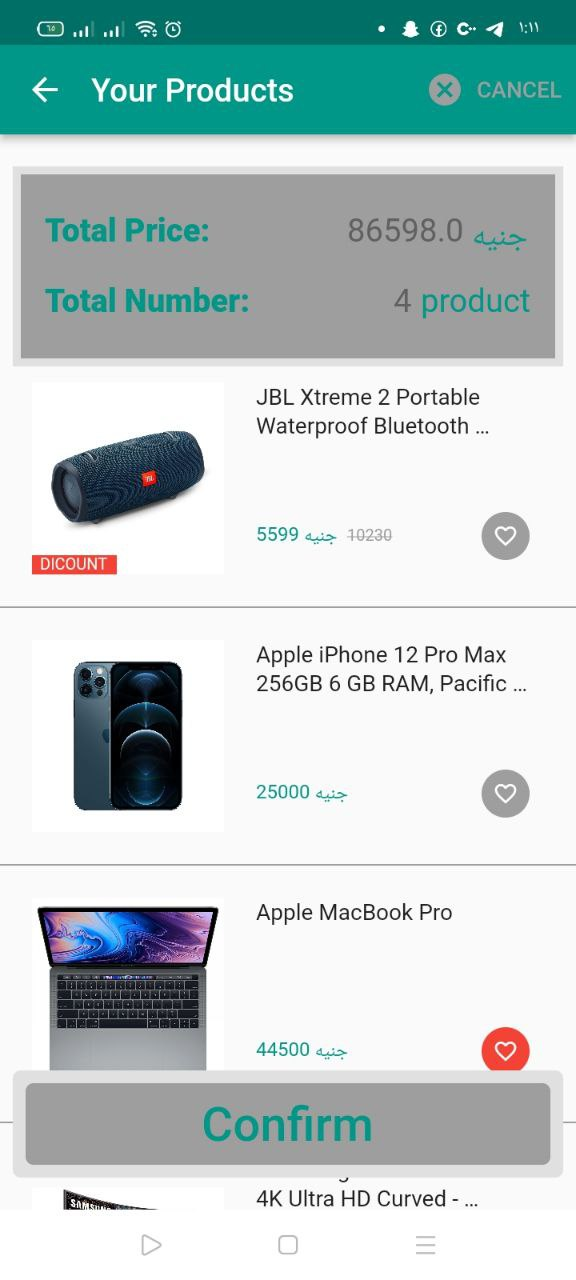 ٦٥ ١:١١
Your Products CANCEL
Total Price: 86598.0 جنيه
Total Number: 4 product
JBL Xtreme 2 Portable
Waterproof Bluetooth ...
JBL
5599 جنيه 10230
DICOUNT
Apple iPhone 12 Pro Max
256GB 6 GB RAM, Pacific ...
25000 جنيه
Apple MacBook Pro
44500 جنيه
Confirm
4K Ultra HD Curved - ...
SAMSUNG